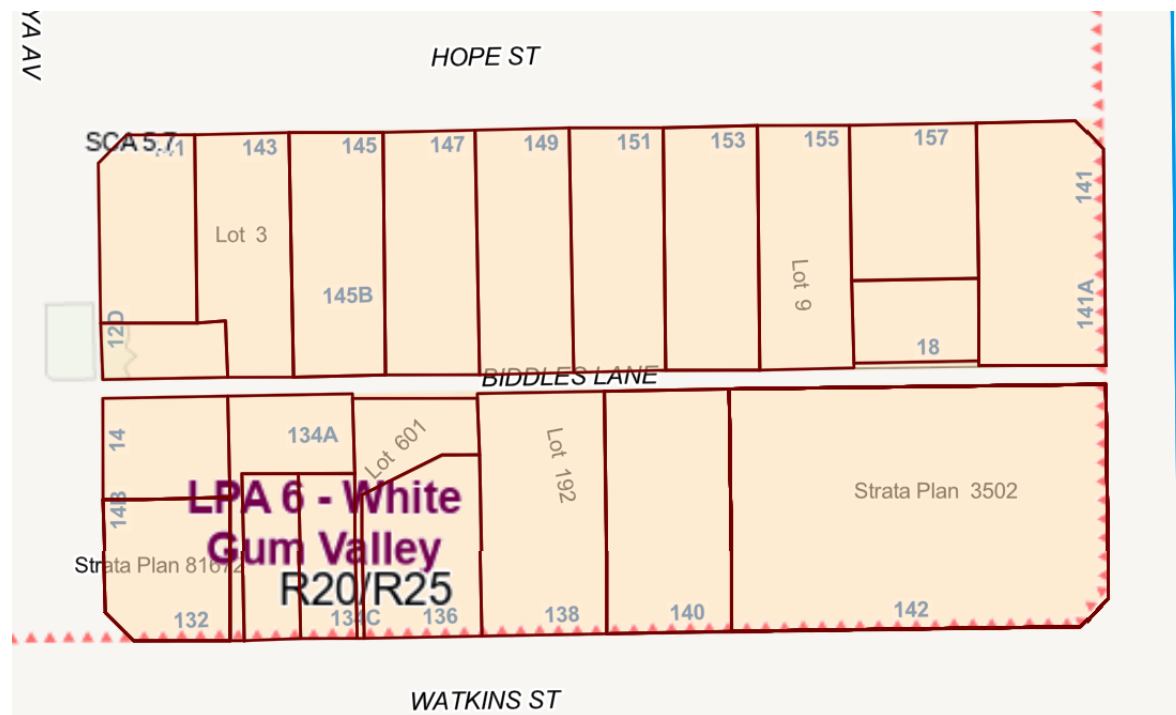 YA AV
HOPE ST
SCA 5.7
141
143
145
147
149
151
153
155
157
141
Lot 3
Lot 9
145B
141A
12D
18
BIDDLES LANE
14
134A
Lot 601
Lot 192
Strata Plan 3502
14B
LPA 6 - White
Gum Valley
Strata Plan 81672
R20/R25
132
134C
136
138
140
142
WATKINS ST